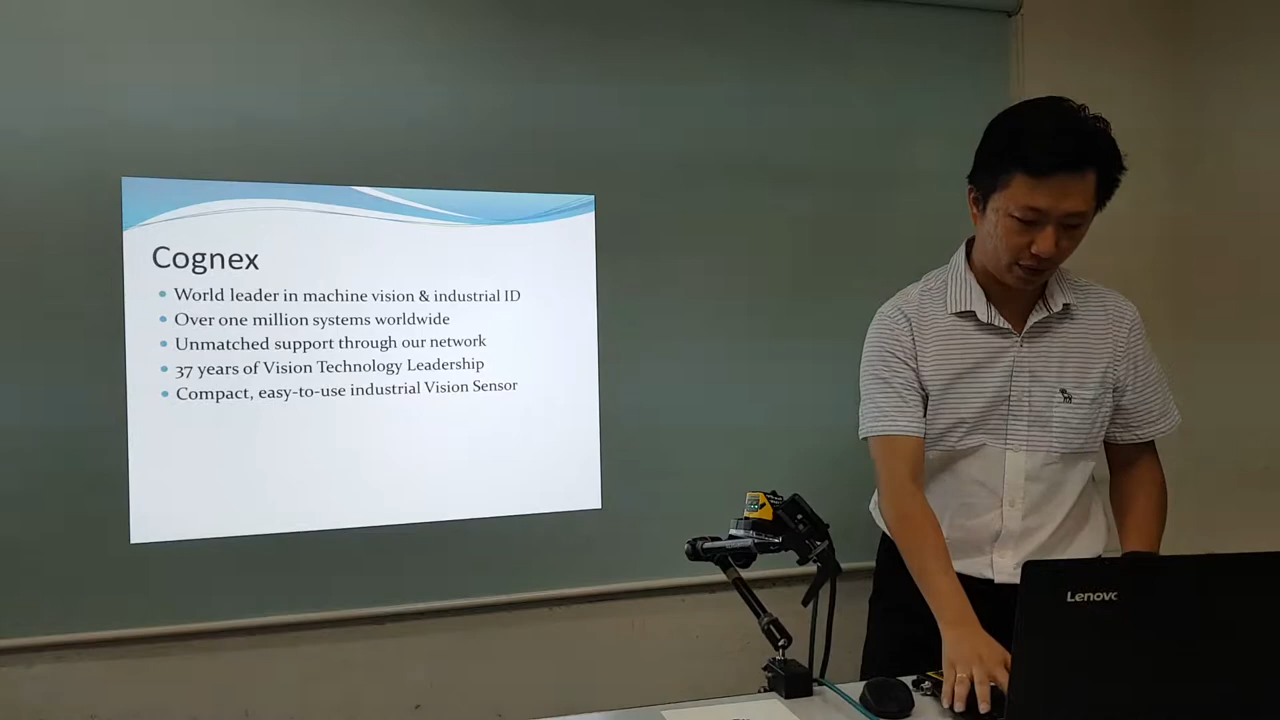 Cognex
World leader in machine vision & industrial ID
Over one million systems worldwide
Unmatched support through our network
37 years of Vision Technology Leadership
Compact, easy-to-use industrial Vision Sensor
Lenovo